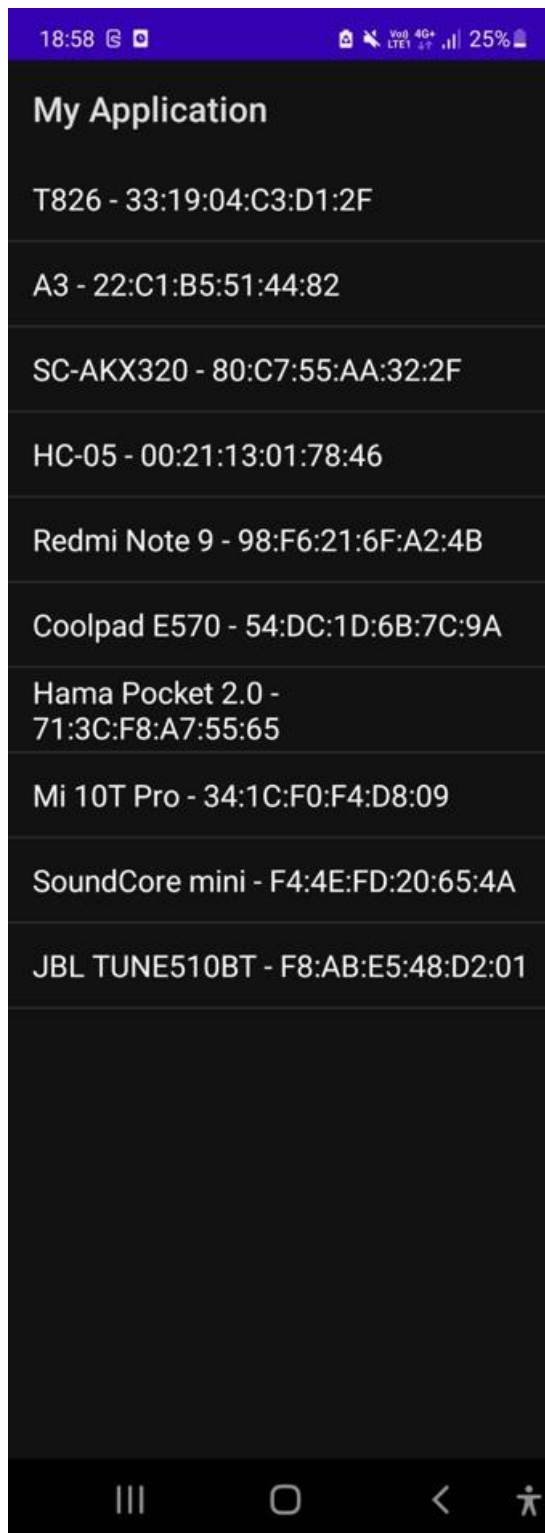 18:58 25%
Vo)) 4G+
LTE1
My Application
T826 - 33:19:04:C3:D1:2F
A3 - 22:C1:B5:51:44:82
SC-AKX320 - 80:C7:55:AA:32:2F
HC-05 - 00:21:13:01:78:46
Redmi Note 9 - 98:F6:21:6F:A2:4B
Coolpad E570 - 54:DC:1D:6B:7C:9A
Hama Pocket 2.0 -
71:3C:F8:A7:55:65
Mi 10T Pro - 34:1C:F0:F4:D8:09
SoundCore mini - F4:4E:FD:20:65:4A
JBL TUNE510BT - F8:AB:E5:48:D2:01